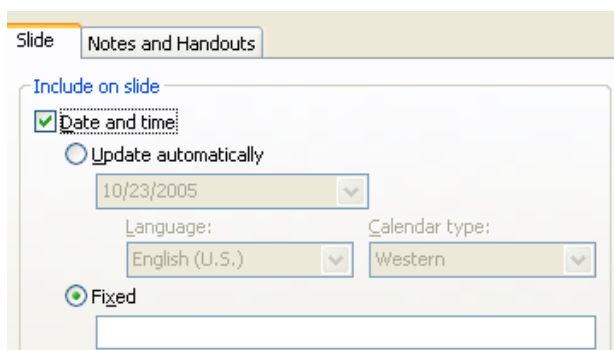 Slide Notes and Handouts
Include on slide
Date and time
Update automatically
10/23/2005
Language: Calendar type:
English (U.S.) Western
Fixed